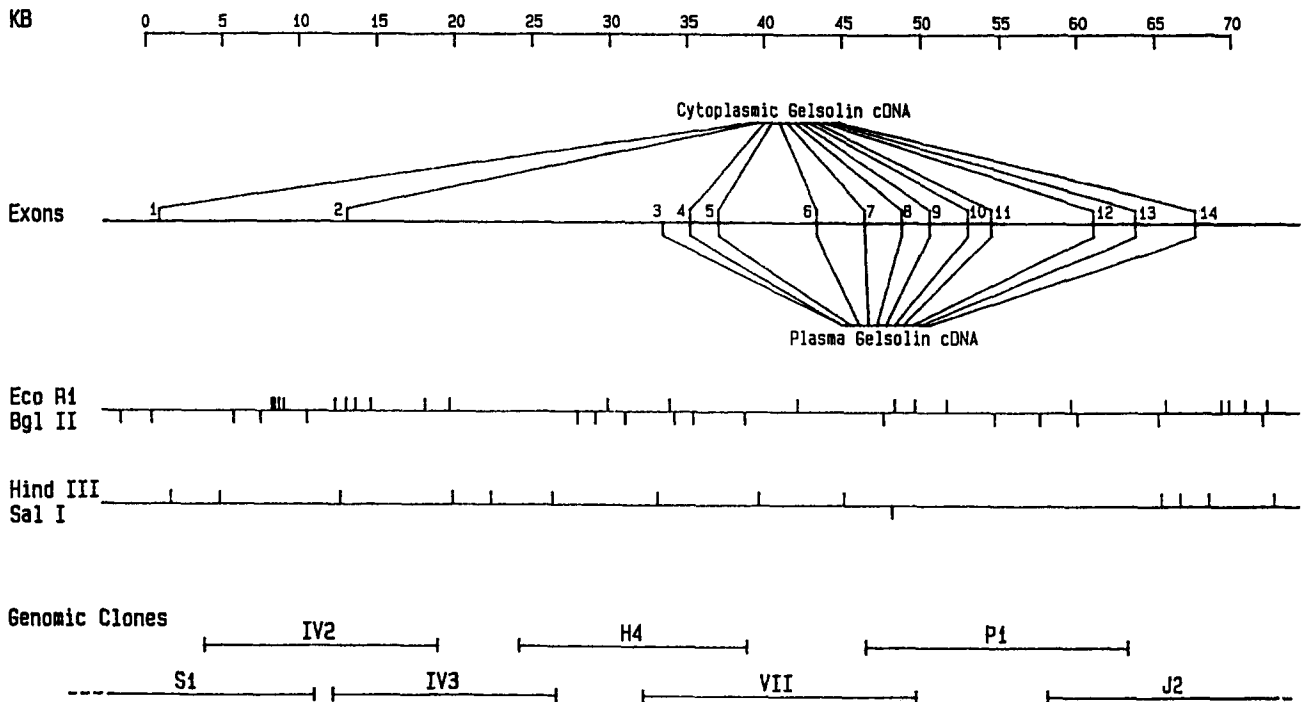 KB 0 5 10 15 20 25 30 35 40 45 50 55 60 65 70
Cytoplasmic Gelsolin cDNA
Exons 1 2 3 4 5 6 7 8 9 10 11 12 13 14
Plasma Gelsolin cDNA
Eco R1
Bgl II
Hind III
Sal I
Genomic Clones
IV2 H4 P1
S1 IV3 VII J2